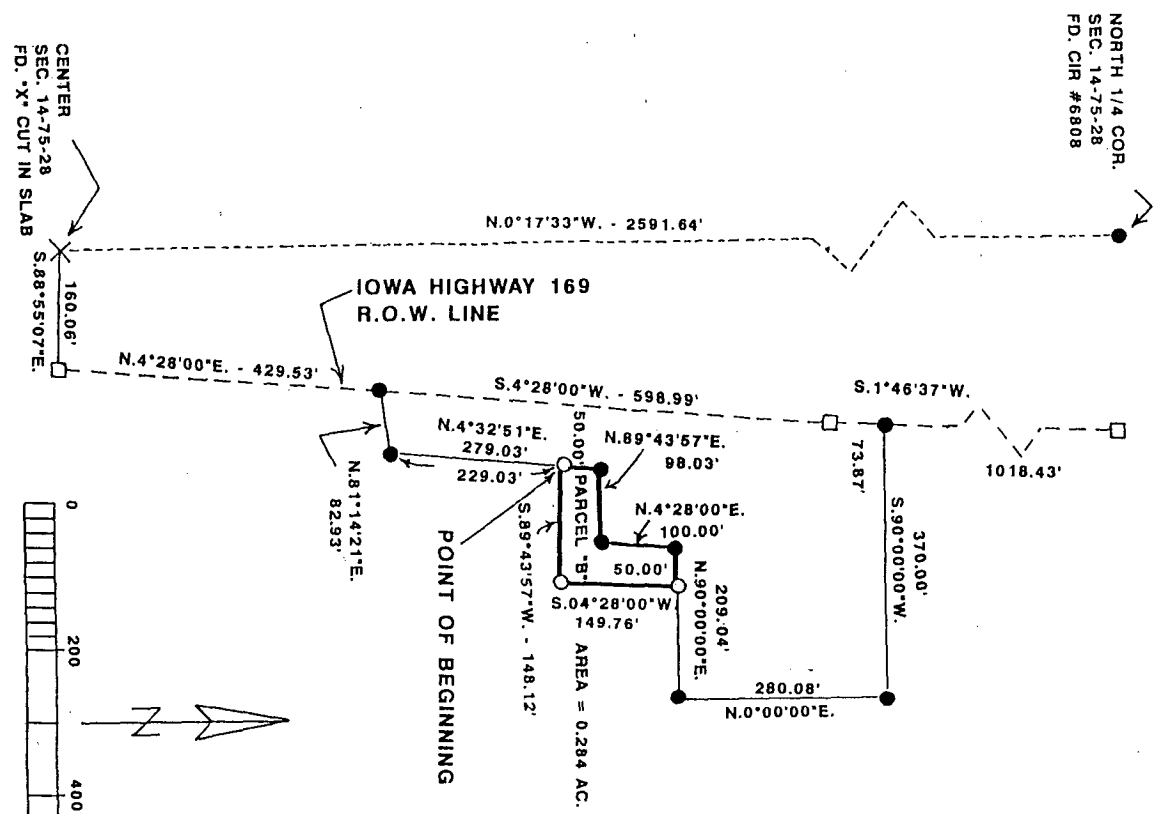 NORTH 1/4 COR.
SEC. 14-75-28
FD. CIR #6808
CENTER
SEC. 14-75-28
FD. "X" CUT IN SLAB
N.0°17'33"W. - 2591.64'
160.06'
S.88°55'07"E.
IOWA HIGHWAY 169
R.O.W. LINE
N.4°28'00"E. - 429.53'
S.4°28'00"W. - 598.99'
S.1°46'37"W.
1018.43'
73.87'
N.4°32'51"E.
279.03'
229.03'
50.00'
N.89°43'57"E.
98.03'
N.81°14'21"E.
82.93'
N.4°28'00"E.
100.00'
50.00'
PARCEL "B"
AREA = 0.284 AC.
S.89°43'57"W. - 148.12'
S.04°28'00"W.
149.76'
209.04'
N.90°00'00"E.
370.00'
S.90°00'00"W.
280.08'
N.0°00'00"E.
POINT OF BEGINNING
N
0
200
400